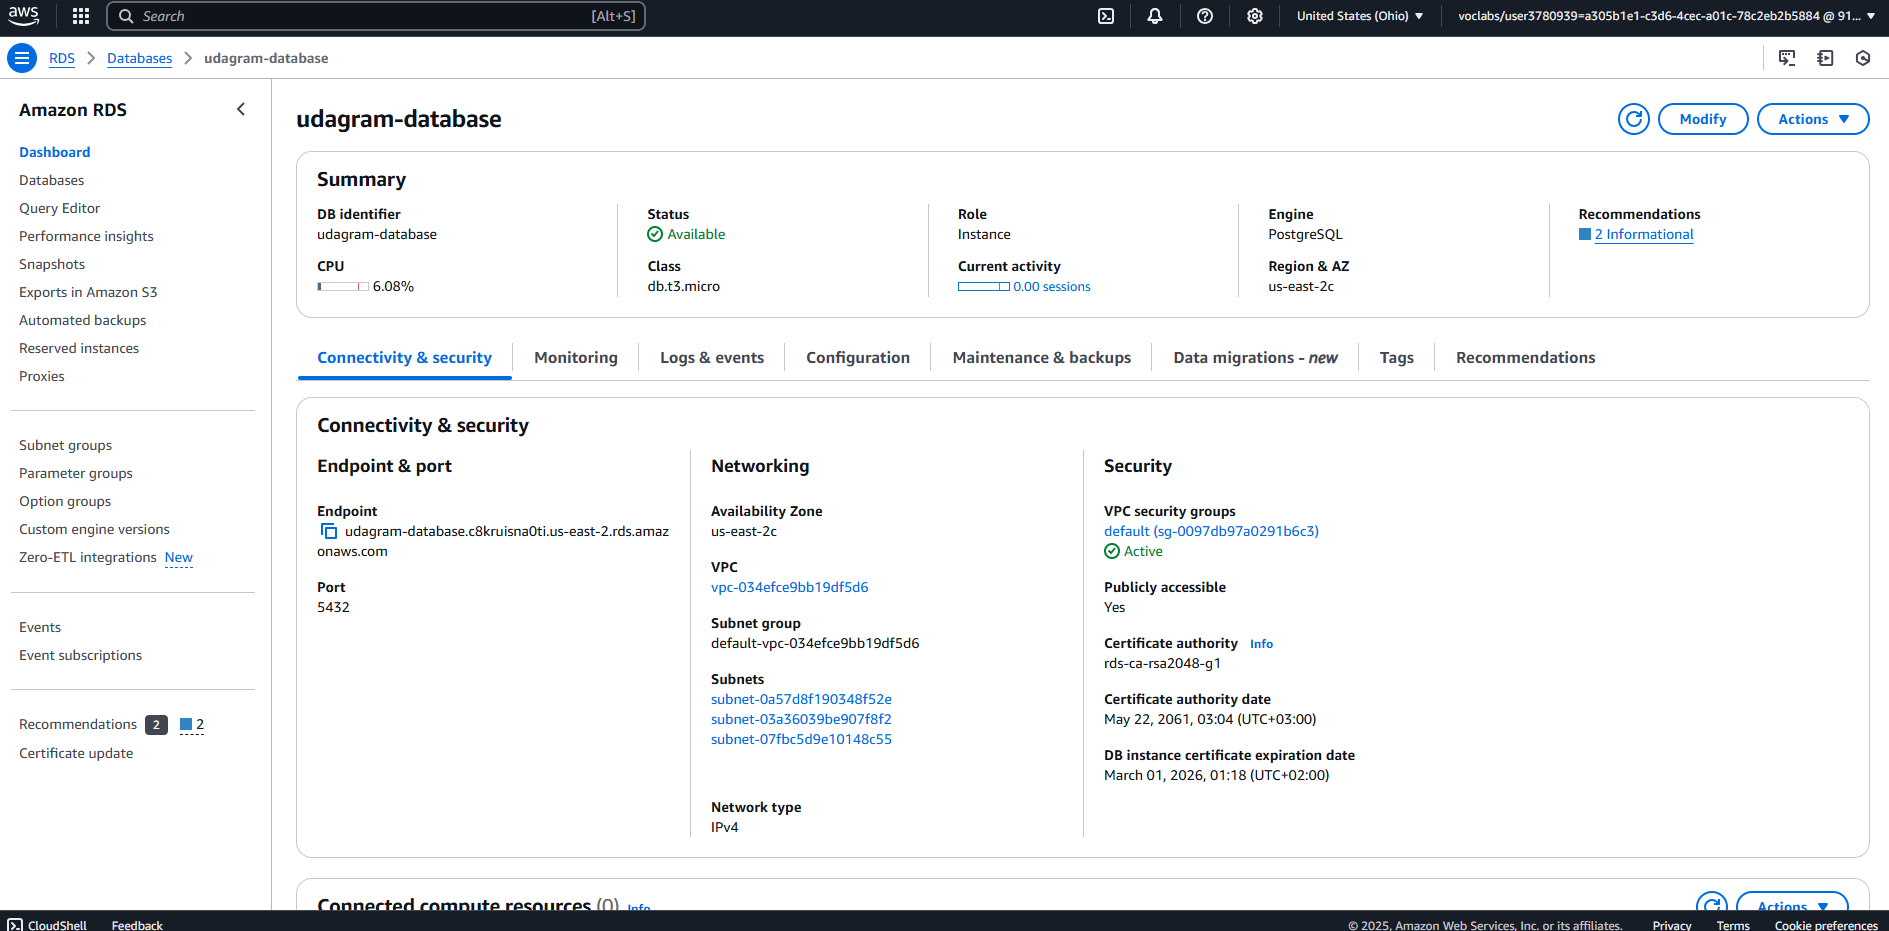 aws
Search
[Alt+S]
United States (Ohio)
voclabs/user3780939=a305b1e1-c3d6-4cec-a01c-78c2eb2b5884 @ 91...
RDS
Databases
udagram-database
Amazon RDS
Dashboard
Databases
Query Editor
Performance insights
Snapshots
Exports in Amazon S3
Automated backups
Reserved instances
Proxies
Subnet groups
Parameter groups
Option groups
Custom engine versions
Zero-ETL integrations New
Events
Event subscriptions
Recommendations 2 2
Certificate update
udagram-database
Modify
Actions
Summary
DB identifier
udagram-database
CPU
6.08%
Status
Available
Class
db.t3.micro
Role
Instance
Current activity
0.00 sessions
Engine
PostgreSQL
Region & AZ
us-east-2c
Recommendations
2 Informational
Connectivity & security
Monitoring
Logs & events
Configuration
Maintenance & backups
Data migrations - new
Tags
Recommendations
Connectivity & security
Endpoint & port
Endpoint
udagram-database.c8kruisna0ti.us-east-2.rds.amaz
onaws.com
Port
5432
Networking
Availability Zone
us-east-2c
VPC
vpc-034efce9bb19df5d6
Subnet group
default-vpc-034efce9bb19df5d6
Subnets
subnet-0a57d8f190348f52e
subnet-03a36039be907f8f2
subnet-07fbc5d9e10148c55
Network type
IPv4
Security
VPC security groups
default (sg-0097db97a0291b6c3)
Active
Publicly accessible
Yes
Certificate authority Info
rds-ca-rsa2048-g1
Certificate authority date
May 22, 2061, 03:04 (UTC+03:00)
DB instance certificate expiration date
March 01, 2026, 01:18 (UTC+02:00)
Connected compute resources (0) Info
Actions
CloudShell
Feedback
© 2025, Amazon Web Services, Inc. or its affiliates.
Privacy
Terms
Cookie preferences